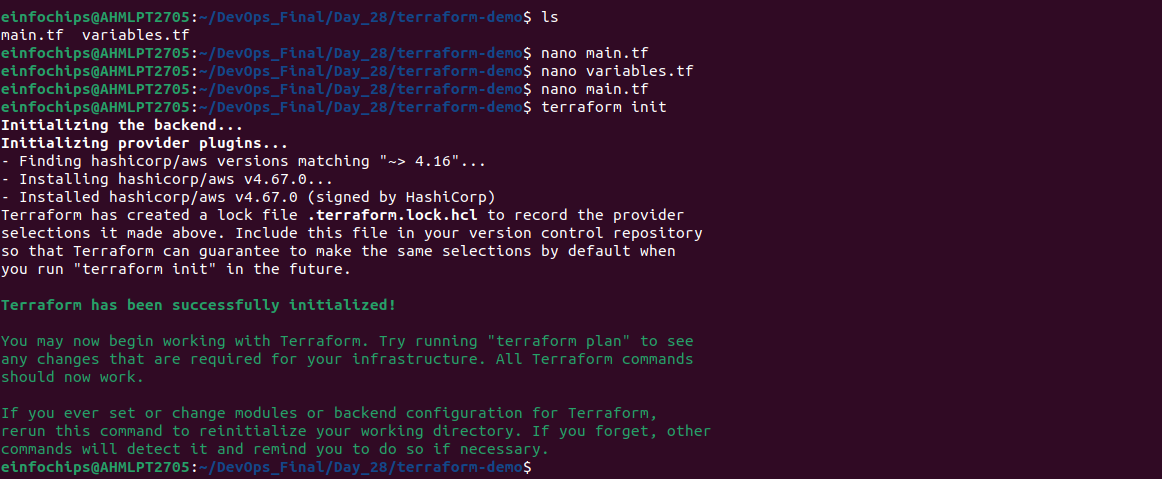 einfochips@AHMLPT2705:~/DevOps_Final/Day_28/terraform-demo$ ls
main.tf  variables.tf
einfochips@AHMLPT2705:~/DevOps_Final/Day_28/terraform-demo$ nano main.tf
einfochips@AHMLPT2705:~/DevOps_Final/Day_28/terraform-demo$ nano variables.tf
einfochips@AHMLPT2705:~/DevOps_Final/Day_28/terraform-demo$ nano main.tf
einfochips@AHMLPT2705:~/DevOps_Final/Day_28/terraform-demo$ terraform init
Initializing the backend...
Initializing provider plugins...
- Finding hashicorp/aws versions matching "~> 4.16"...
- Installing hashicorp/aws v4.67.0...
- Installed hashicorp/aws v4.67.0 (signed by HashiCorp)
Terraform has created a lock file .terraform.lock.hcl to record the provider
selections it made above. Include this file in your version control repository
so that Terraform can guarantee to make the same selections by default when
you run "terraform init" in the future.

Terraform has been successfully initialized!

You may now begin working with Terraform. Try running "terraform plan" to see
any changes that are required for your infrastructure. All Terraform commands
should now work.

If you ever set or change modules or backend configuration for Terraform,
rerun this command to reinitialize your working directory. If you forget, other
commands will detect it and remind you to do so if necessary.
einfochips@AHMLPT2705:~/DevOps_Final/Day_28/terraform-demo$